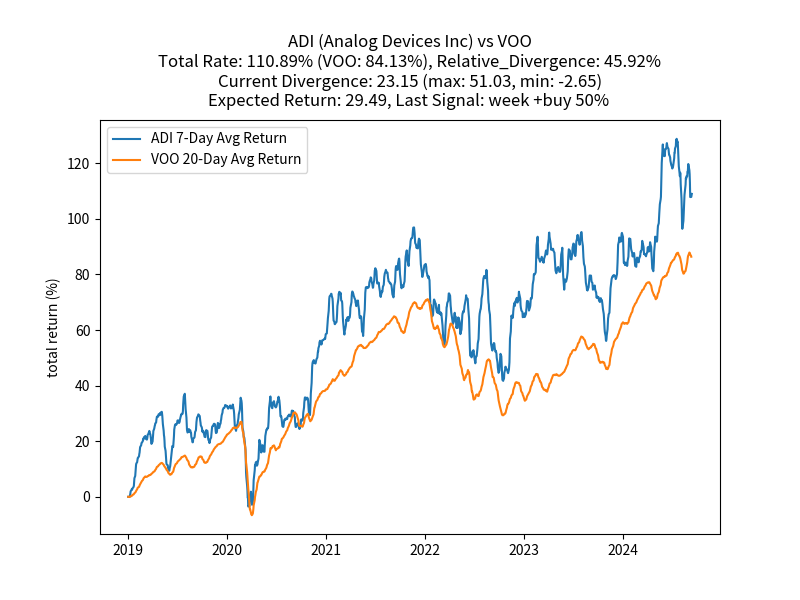 ADI (Analog Devices Inc) vs VOO
Total Rate: 110.89% (VOO: 84.13%), Relative_Divergence: 45.92%
Current Divergence: 23.15 (max: 51.03, min: -2.65)
Expected Return: 29.49, Last Signal: week +buy 50%
ADI 7-Day Avg Return
VOO 20-Day Avg Return
total return (%)
120
100
80
60
40
20
0
2019 2020 2021 2022 2023 2024